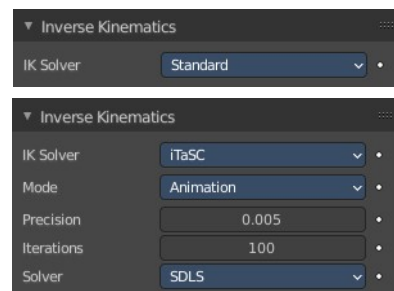 Inverse Kinematics
IK Solver Standard
Inverse Kinematics
IK Solver iTaSC
Mode Animation
Precision 0.005
Iterations 100
Solver SDLS